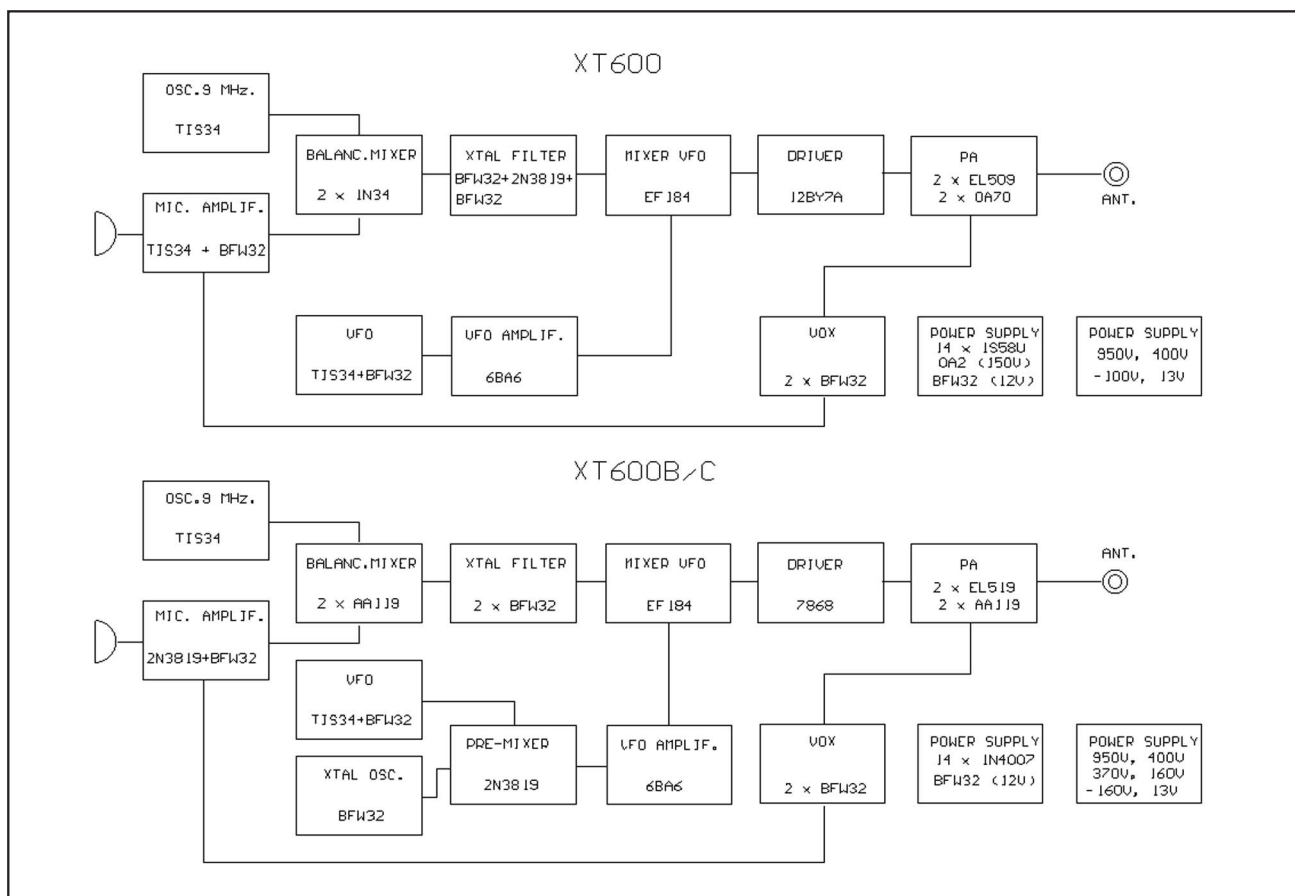 XT600
OSC.9 MHz.
TIS34
MIC. AMPLIF.
TIS34 + BFW32
BALANC.MIXER
2 x 1N34
XTAL FILTER
BFW32+2N3819+
BFW32
MIXER VFO
EF184
DRIVER
12BY7A
PA
2 x EL509
2 x OA70
ANT.
VFO
TIS34+BFW32
VFO AMPLIF.
6BA6
VOX
2 x BFW32
POWER SUPPLY
14 x 1S58U
OA2 (150V)
BFW32 (12V)
POWER SUPPLY
950V, 400V
-100V, 13V
XT600B/C
OSC.9 MHz.
TIS34
MIC. AMPLIF.
2N3819+BFW32
BALANC.MIXER
2 x AA119
XTAL FILTER
2 x BFW32
MIXER VFO
EF184
DRIVER
7868
PA
2 x EL519
2 x AA119
ANT.
VFO
TIS34+BFW32
XTAL OSC.
BFW32
PRE-MIXER
2N3819
VFO AMPLIF.
6BA6
VOX
2 x BFW32
POWER SUPPLY
14 x 1N4007
BFW32 (12V)
POWER SUPPLY
950V, 400V
370V, 160V
-160V, 13V